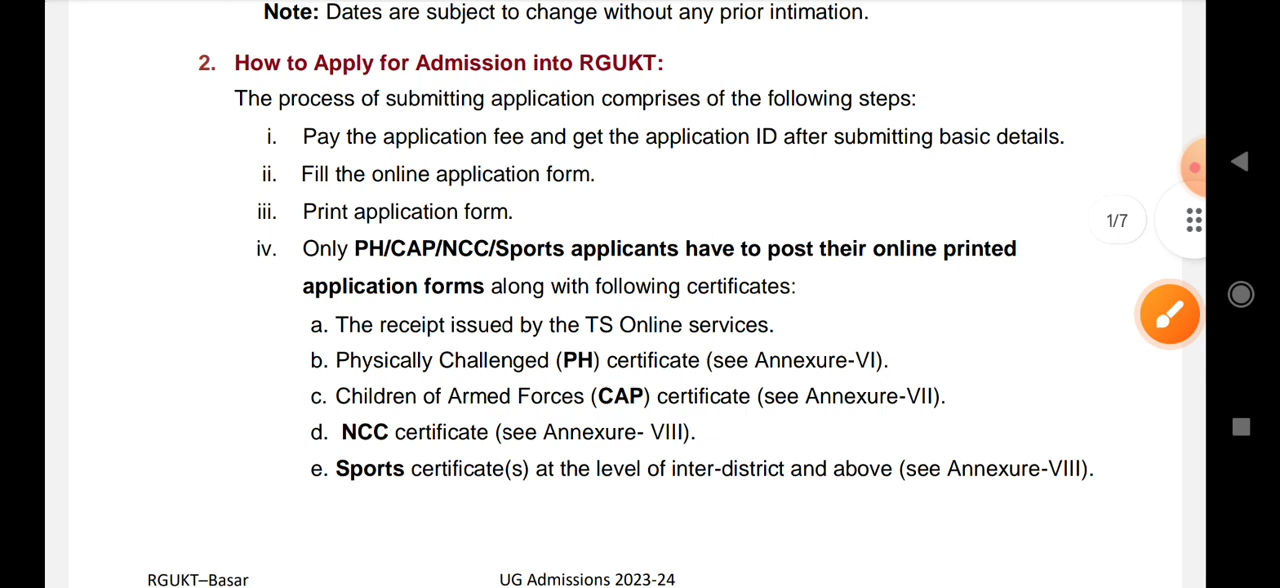 Note: Dates are subject to change without any prior intimation.
2. How to Apply for Admission into RGUKT:
The process of submitting application comprises of the following steps:
i. Pay the application fee and get the application ID after submitting basic details.
ii. Fill the online application form.
iii. Print application form.
iv. Only PH/CAP/NCC/Sports applicants have to post their online printed
application forms along with following certificates:
a. The receipt issued by the TS Online services.
b. Physically Challenged (PH) certificate (see Annexure-VI).
c. Children of Armed Forces (CAP) certificate (see Annexure-VII).
d. NCC certificate (see Annexure- VIII).
e. Sports certificate(s) at the level of inter-district and above (see Annexure-VIII).
1/7
RGUKT–Basar UG Admissions 2023-24